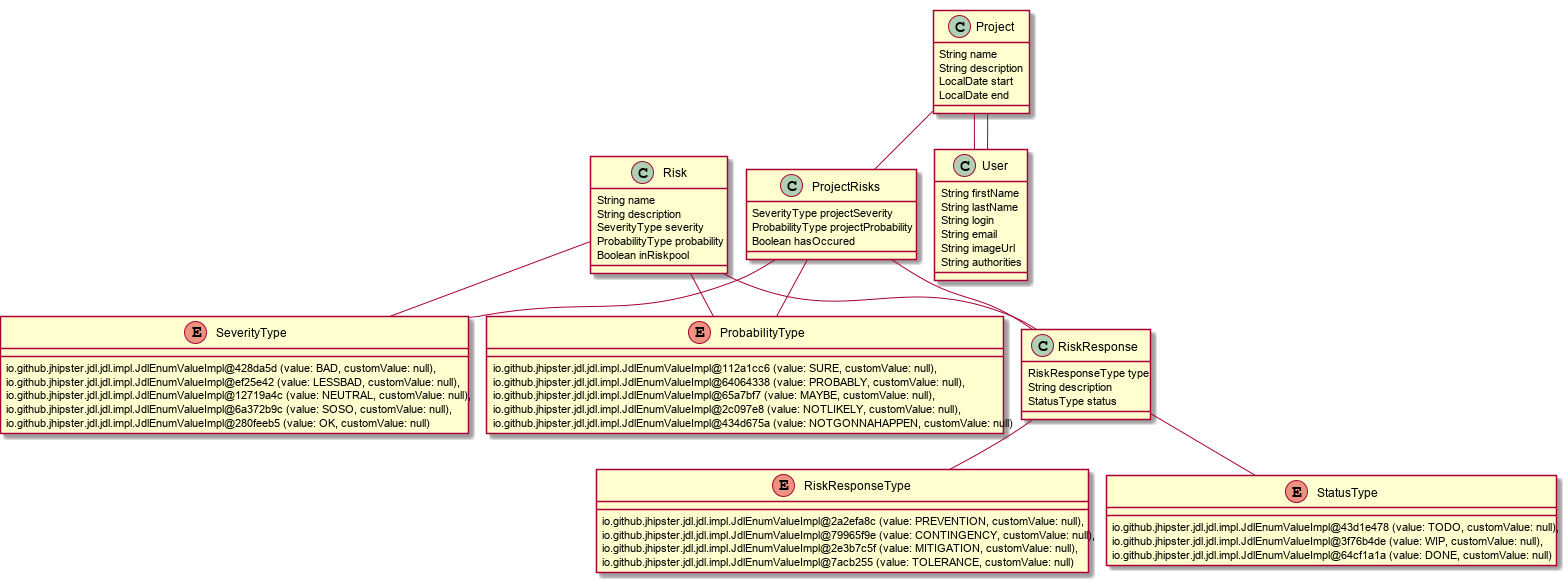 C Project
String name
String description
LocalDate start
LocalDate end
C Risk
String name
String description
SeverityType severity
ProbabilityType probability
Boolean inRiskpool
C ProjectRisks
SeverityType projectSeverity
ProbabilityType projectProbability
Boolean hasOccured
C User
String firstName
String lastName
String login
String email
String imageUrl
String authorities
E SeverityType
io.github.jhipster.jdl.jdl.impl.JdlEnumValueImpl@428da5d (value: BAD, customValue: null),
io.github.jhipster.jdl.jdl.impl.JdlEnumValueImpl@ef25e42 (value: LESSBAD, customValue: null),
io.github.jhipster.jdl.jdl.impl.JdlEnumValueImpl@12719a4c (value: NEUTRAL, customValue: null),
io.github.jhipster.jdl.jdl.impl.JdlEnumValueImpl@6a372b9c (value: SOSO, customValue: null),
io.github.jhipster.jdl.jdl.impl.JdlEnumValueImpl@280feeb5 (value: OK, customValue: null)
E ProbabilityType
io.github.jhipster.jdl.jdl.impl.JdlEnumValueImpl@112a1cc6 (value: SURE, customValue: null),
io.github.jhipster.jdl.jdl.impl.JdlEnumValueImpl@64064338 (value: PROBABLY, customValue: null),
io.github.jhipster.jdl.jdl.impl.JdlEnumValueImpl@65a7bf7 (value: MAYBE, customValue: null),
io.github.jhipster.jdl.jdl.impl.JdlEnumValueImpl@2c097e8 (value: NOTLIKELY, customValue: null),
io.github.jhipster.jdl.jdl.impl.JdlEnumValueImpl@434d675a (value: NOTGONNAHAPPEN, customValue: null)
C RiskResponse
RiskResponseType type
String description
StatusType status
E RiskResponseType
io.github.jhipster.jdl.jdl.impl.JdlEnumValueImpl@2a2efa8c (value: PREVENTION, customValue: null),
io.github.jhipster.jdl.jdl.impl.JdlEnumValueImpl@79965f9e (value: CONTINGENCY, customValue: null),
io.github.jhipster.jdl.jdl.impl.JdlEnumValueImpl@2e3b7c5f (value: MITIGATION, customValue: null),
io.github.jhipster.jdl.jdl.impl.JdlEnumValueImpl@7acb255 (value: TOLERANCE, customValue: null)
E StatusType
io.github.jhipster.jdl.jdl.impl.JdlEnumValueImpl@43d1e478 (value: TODO, customValue: null),
io.github.jhipster.jdl.jdl.impl.JdlEnumValueImpl@3f76b4de (value: WIP, customValue: null),
io.github.jhipster.jdl.jdl.impl.JdlEnumValueImpl@64cf1a1a (value: DONE, customValue: null)